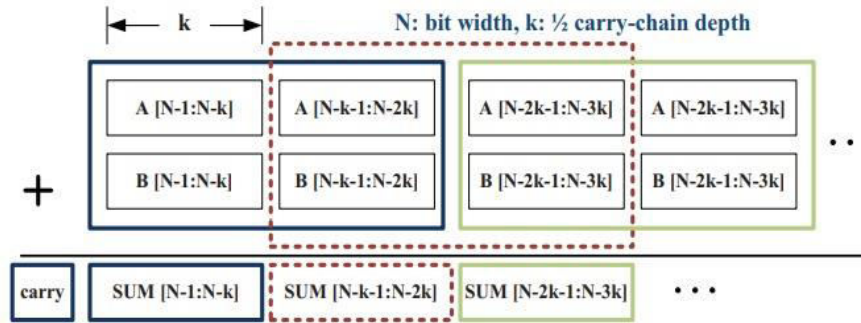 k N: bit width, k: ½ carry-chain depth
A [N-1:N-k] A [N-k-1:N-2k] A [N-2k-1:N-3k] A [N-2k-1:N-3k]
B [N-1:N-k] B [N-k-1:N-2k] B [N-2k-1:N-3k] B [N-2k-1:N-3k]
+
carry SUM [N-1:N-k] SUM [N-k-1:N-2k] SUM [N-2k-1:N-3k] ...